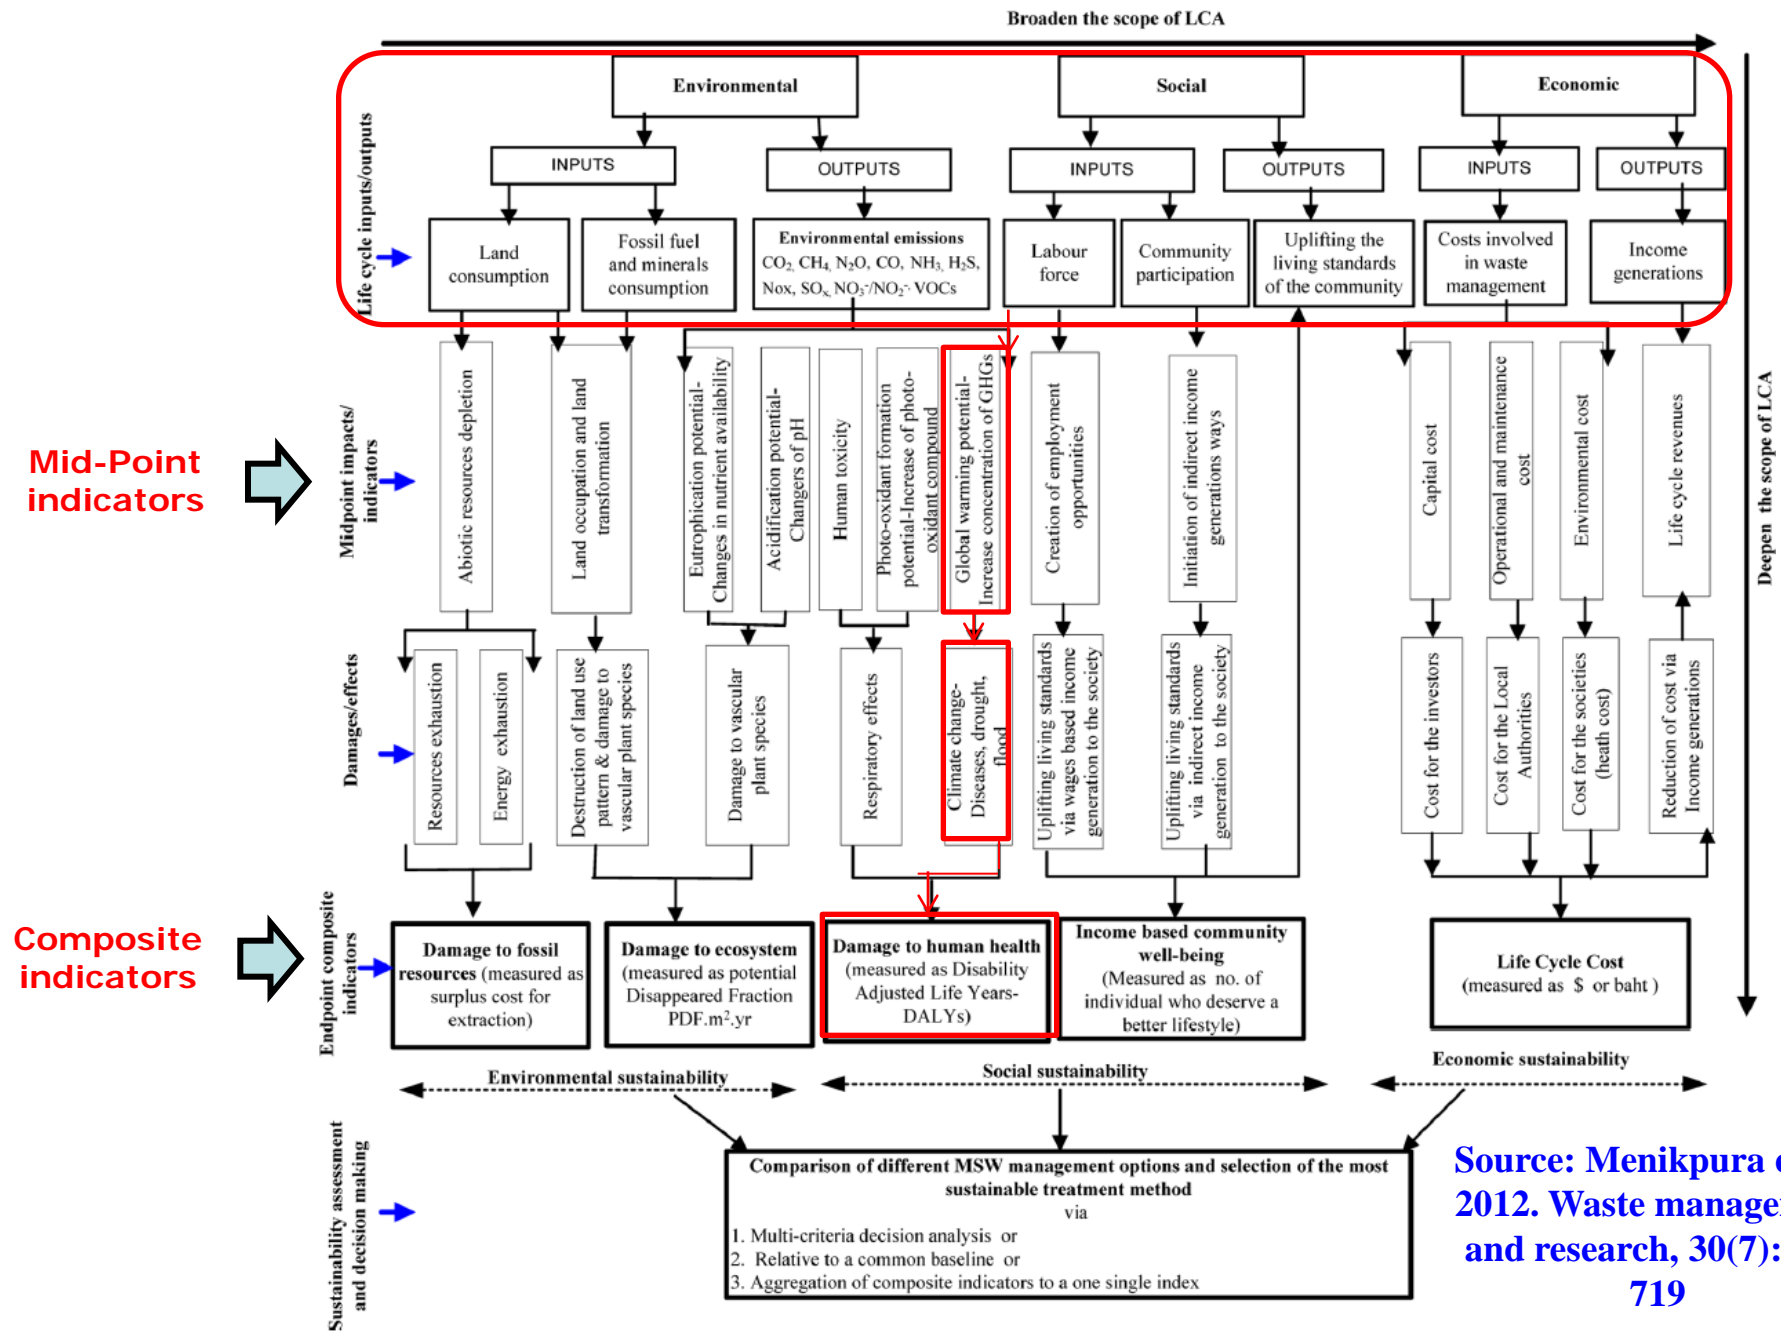 Broaden the scope of LCA
Environmental
Social
Economic
INPUTS
OUTPUTS
INPUTS
OUTPUTS
INPUTS
OUTPUTS
Life cycle inputs/outputs
Land
consumption
Fossil fuel
and minerals
consumption
Environmental emissions
CO2, CH4, N2O, CO, NH3, H2S,
Nox, SOx, NO3-/NO2-, VOCs
Labour
force
Community
participation
Uplifting the
living standards
of the community
Costs involved
in waste
management
Income
generations
Mid-Point
indicators
Midpoint impacts/
indicators
Abiotic resources depletion
Land occupation and land
transformation
Eutrophication potential-
Changes in nutrient availability
Acidification potential-
Changers of pH
Human toxicity
Photo-oxidant formation
potential-Increase of photo-
oxidant compound
Global warming potential-
Increase concentration of GHGs
Creation of employment
opportunities
Initiation of indirect income
generations ways
Capital cost
Operational and maintenance
cost
Environmental cost
Life cycle revenues
Deepen the scope of LCA
Damages/effects
Resources exhaustion
Energy exhaustion
Destruction of land use
pattern & damage to
vascular plant species
Damage to vascular
plant species
Respiratory effects
Climate change-
Diseases, drought,
flood
Uplifting living standards
via wages based income
generation to the society
Uplifting living standards
via indirect income
generation to the society
Cost for the investors
Cost for the Local
Authorities
Cost for the societies
(heath cost)
Reduction of cost via
Income generations
Composite
indicators
Endpoint composite
indicators
Damage to fossil
resources (measured as
surplus cost for
extraction)
Damage to ecosystem
(measured as potential
Disappeared Fraction
PDF.m2.yr
Damage to human health
(measured as Disability
Adjusted Life Years-
DALYs)
Income based community
well-being
(Measured as no. of
individual who deserve a
better lifestyle)
Life Cycle Cost
(measured as $ or baht )
Environmental sustainability
Social sustainability
Economic sustainability
Sustainability assessment
and decision making
Comparison of different MSW management options and selection of the most
sustainable treatment method
via
1. Multi-criteria decision analysis or
2. Relative to a common baseline or
3. Aggregation of composite indicators to a one single index
Source: Menikpura
2012. Waste
and research, 30(7):
719